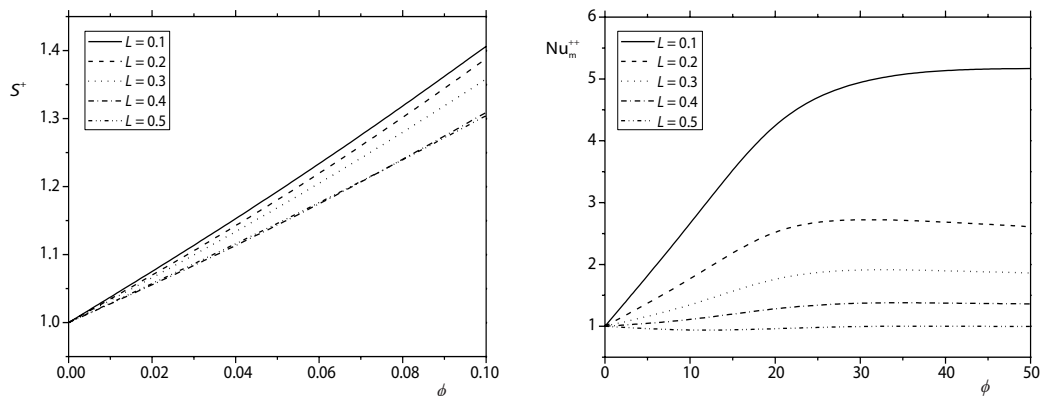 1.4
1.3
1.2
1.1
1.0
S⁺
L = 0.1
L = 0.2
L = 0.3
L = 0.4
L = 0.5
0.00 0.02 0.04 0.06 0.08 0.10
ϕ
6
5
4
3
2
1
Nu_m⁺⁺
L = 0.1
L = 0.2
L = 0.3
L = 0.4
L = 0.5
0 10 20 30 40 50
ϕ